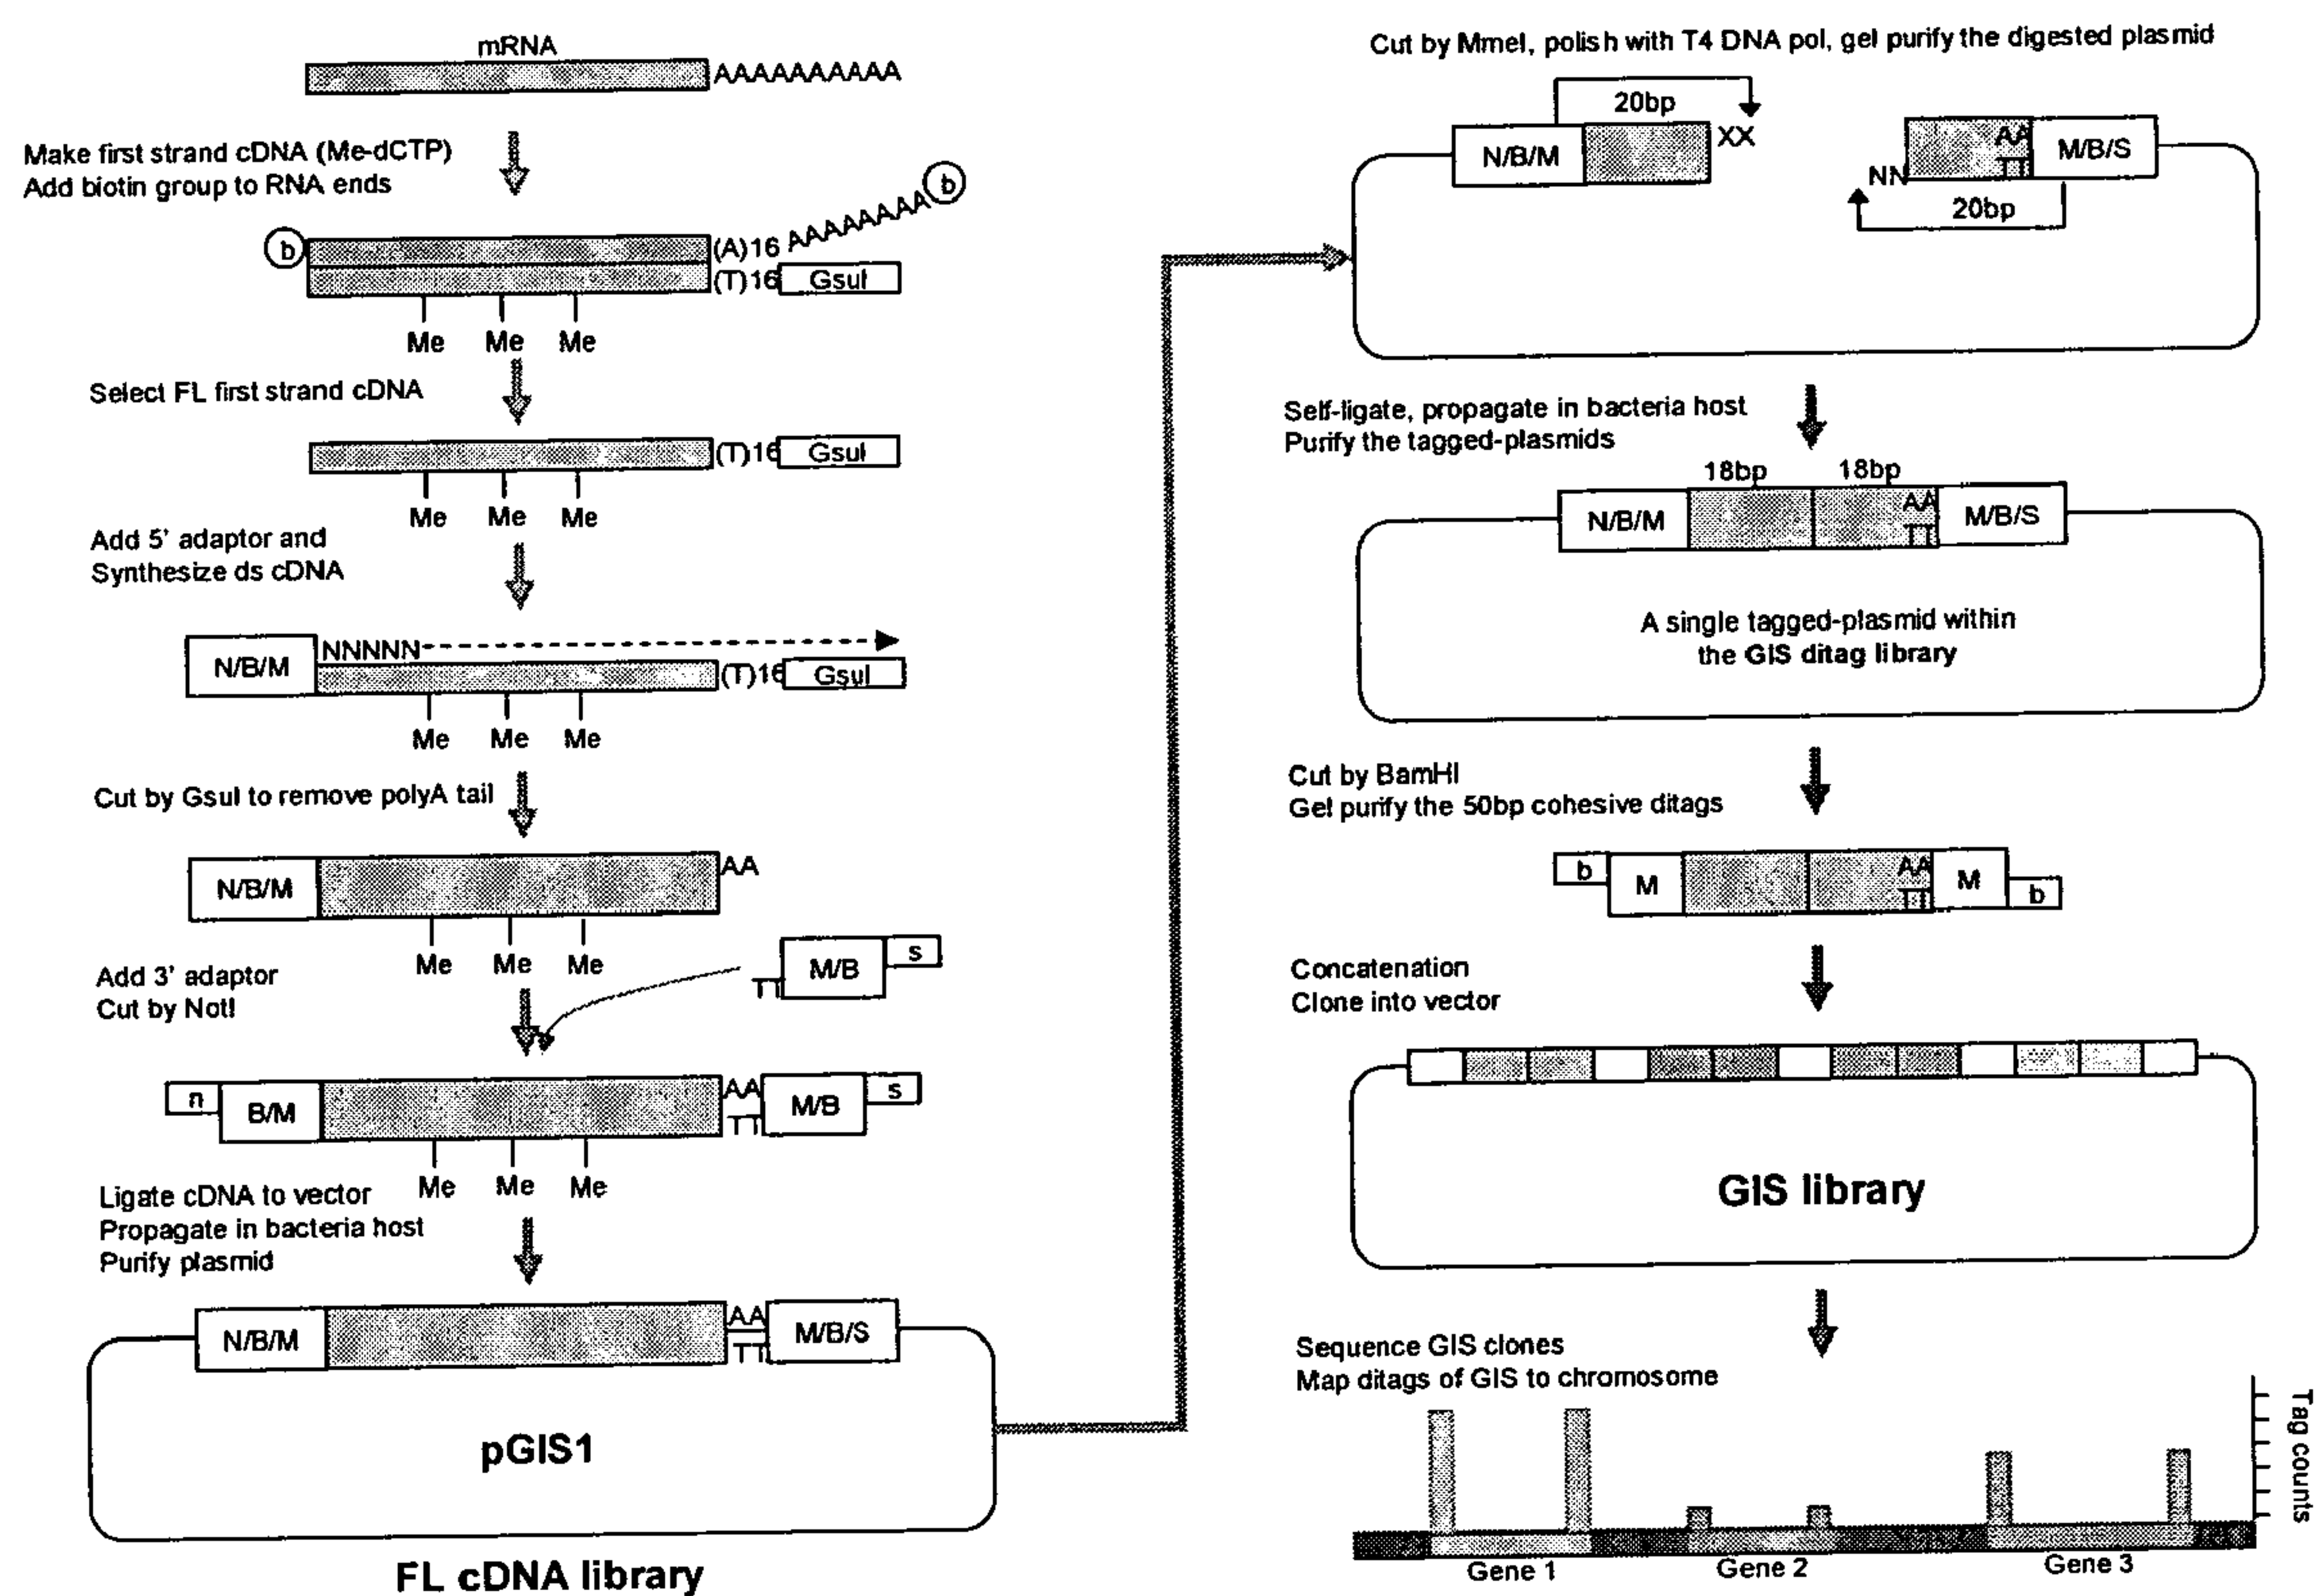 mRNA
AAAAAAAAAA
Make first strand cDNA (Me-dCTP)
Add biotin group to RNA ends
b
(A)16 AAAAAAAA b
(T)16 GsuI
Me Me Me
Select FL first strand cDNA
(T)16 GsuI
Me Me Me
Add 5' adaptor and
Synthesize ds cDNA
N/B/M NNNNN
(T)16 GsuI
Me Me Me
Cut by GsuI to remove polyA tail
N/B/M AA
Me Me Me
Add 3' adaptor
Cut by NotI
TT M/B s
n B/M AA
TT M/B s
Me Me Me
Ligate cDNA to vector
Propagate in bacteria host
Purify plasmid
N/B/M AA
TT M/B/S
pGIS1
FL cDNA library
Cut by MmeI, polish with T4 DNA pol, gel purify the digested plasmid
20bp
N/B/M XX
NN AA
TT M/B/S
20bp
Self-ligate, propagate in bacteria host
Purify the tagged-plasmids
18bp 18bp
N/B/M AA
TT M/B/S
A single tagged-plasmid within
the GIS ditag library
Cut by BamHI
Gel purify the 50bp cohesive ditags
b M AA
TT M b
Concatenation
Clone into vector
GIS library
Sequence GIS clones
Map ditags of GIS to chromosome
Tag counts
Gene 1 Gene 2 Gene 3